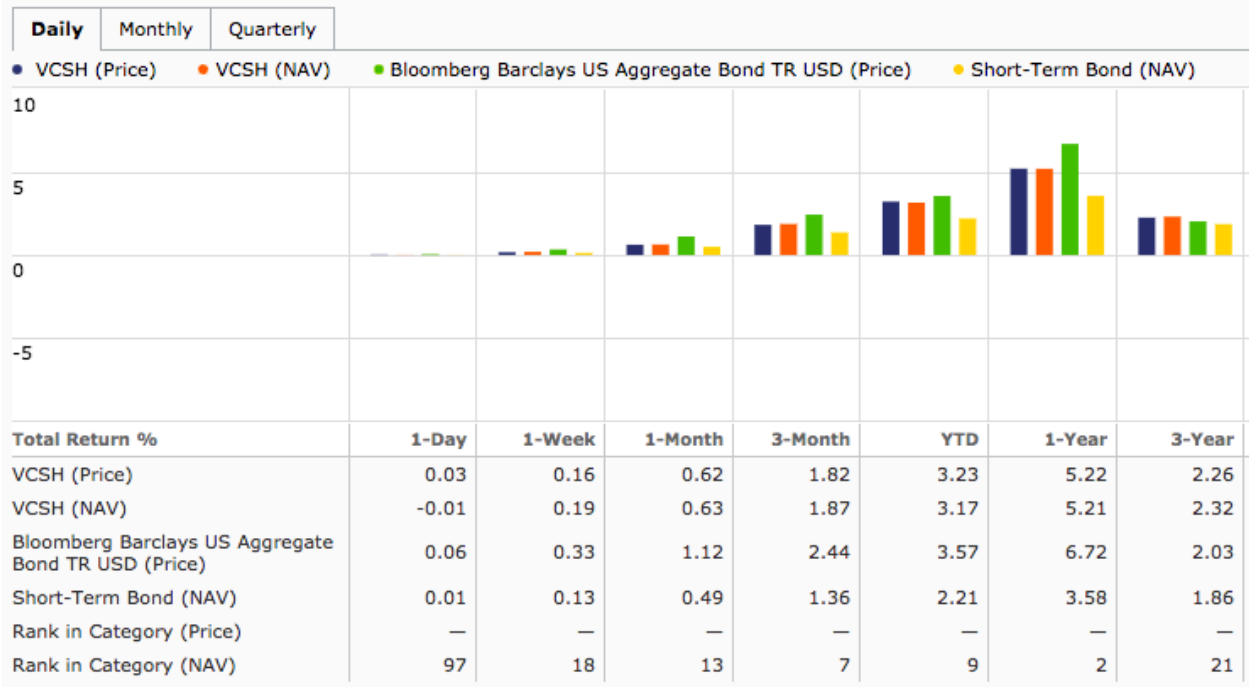 Daily Monthly Quarterly
VCSH (Price) VCSH (NAV) Bloomberg Barclays US Aggregate Bond TR USD (Price) Short-Term Bond (NAV)
10
5
0
-5
Total Return % 1-Day 1-Week 1-Month 3-Month YTD 1-Year 3-Year
VCSH (Price) 0.03 0.16 0.62 1.82 3.23 5.22 2.26
VCSH (NAV) -0.01 0.19 0.63 1.87 3.17 5.21 2.32
Bloomberg Barclays US Aggregate
Bond TR USD (Price) 0.06 0.33 1.12 2.44 3.57 6.72 2.03
Short-Term Bond (NAV) 0.01 0.13 0.49 1.36 2.21 3.58 1.86
Rank in Category (Price) — — — — — — —
Rank in Category (NAV) 97 18 13 7 9 2 21